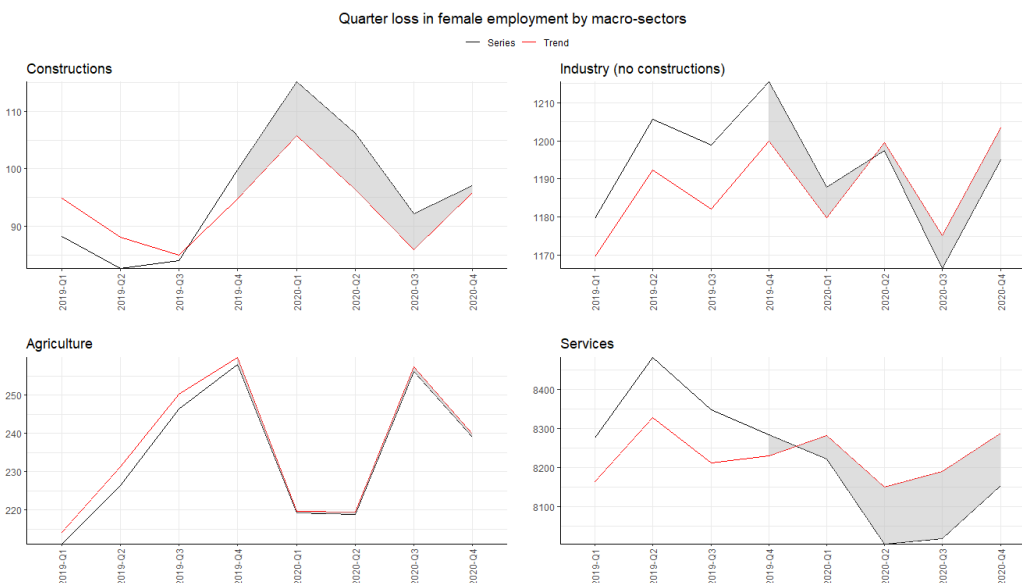 Quarter loss in female employment by macro-sectors
Series Trend
Constructions
110
100
90
2019-Q1 2019-Q2 2019-Q3 2019-Q4 2020-Q1 2020-Q2 2020-Q3 2020-Q4
Industry (no constructions)
1210
1200
1190
1180
1170
2019-Q1 2019-Q2 2019-Q3 2019-Q4 2020-Q1 2020-Q2 2020-Q3 2020-Q4
Agriculture
250
240
230
220
2019-Q1 2019-Q2 2019-Q3 2019-Q4 2020-Q1 2020-Q2 2020-Q3 2020-Q4
Services
8400
8300
8200
8100
2019-Q1 2019-Q2 2019-Q3 2019-Q4 2020-Q1 2020-Q2 2020-Q3 2020-Q4